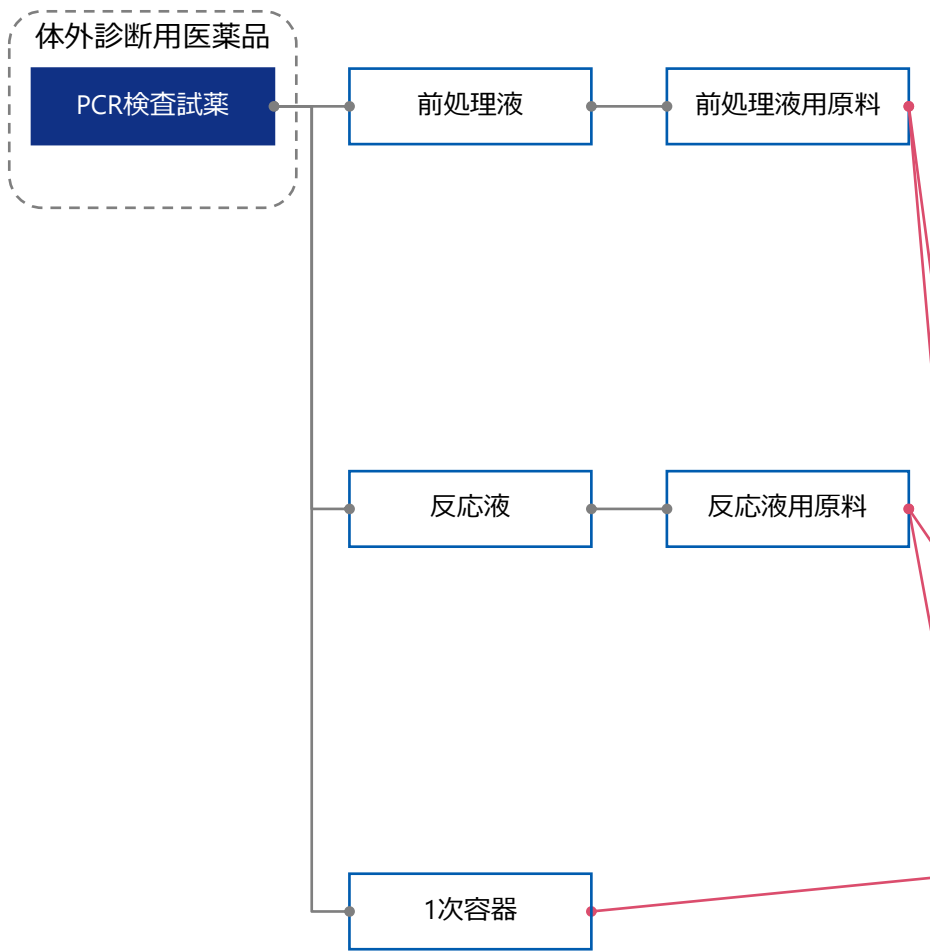 体外診断用医薬品
PCR検査試薬
前処理液
前処理液用原料
反応液
反応液用原料
1次容器